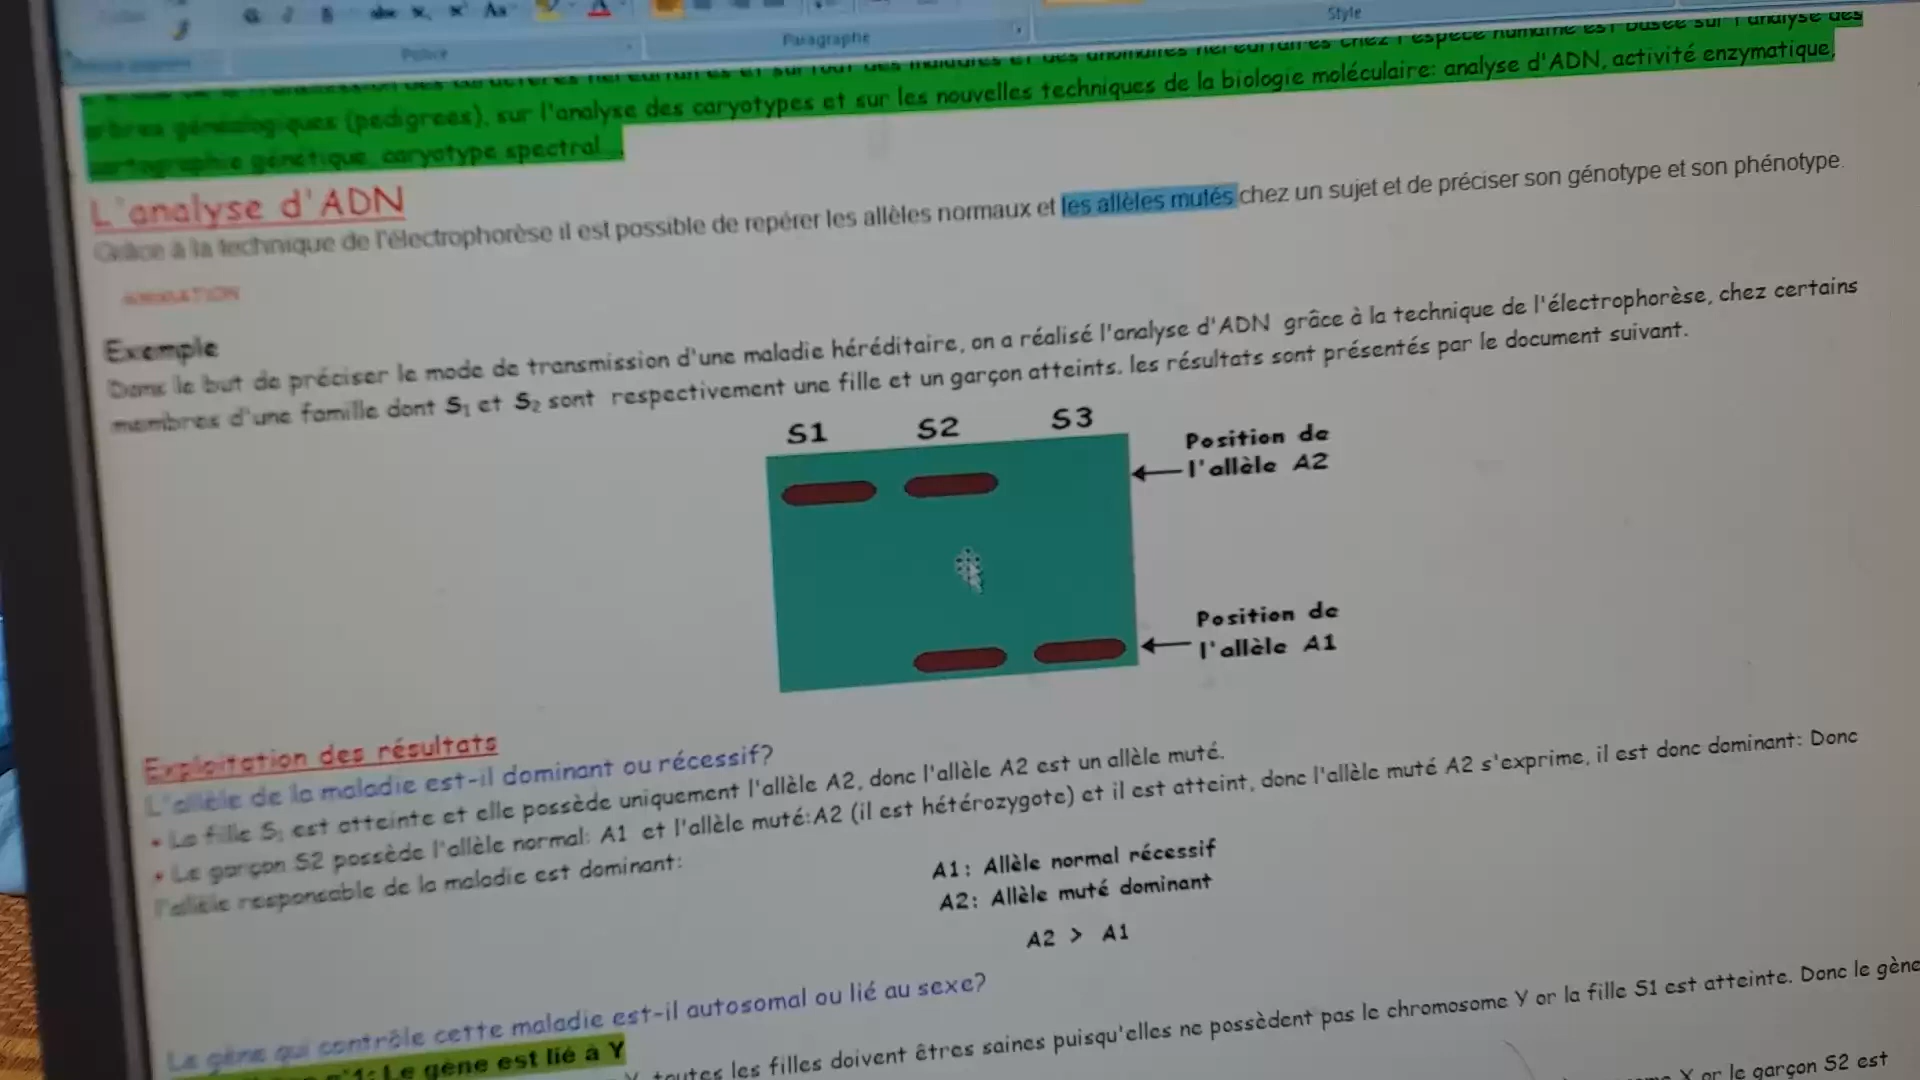 Style
Paragraphe
Police
arbres généalogiques (pedigrees), sur l'analyse des caryotypes et sur les nouvelles techniques de la biologie moléculaire: analyse d'ADN, activité enzymatique,
cartographie génétique, caryotype spectral
L'analyse d'ADN
Grâce à la technique de l'électrophorèse il est possible de repérer les allèles normaux et les allèles mutés chez un sujet et de préciser son génotype et son phénotype.
ANIMATION
Exemple
Dans le but de préciser le mode de transmission d'une maladie héréditaire, on a réalisé l'analyse d'ADN grâce à la technique de l'électrophorèse, chez certains
membres d'une famille dont S1 et S2 sont respectivement une fille et un garçon atteints. les résultats sont présentés par le document suivant.
S1 S2 S3
Position de
l'allèle A2
Position de
l'allèle A1
Exploitation des résultats
L'allèle de la maladie est-il dominant ou récessif?
• La fille S1 est atteinte et elle possède uniquement l'allèle A2, donc l'allèle A2 est un allèle muté.
• Le garçon S2 possède l'allèle normal: A1 et l'allèle muté:A2 (il est hétérozygote) et il est atteint, donc l'allèle muté A2 s'exprime, il est donc dominant: Donc
l'allèle responsable de la maladie est dominant:
A1: Allèle normal récessif
A2: Allèle muté dominant
A2 > A1
Le gène qui contrôle cette maladie est-il autosomal ou lié au sexe?
n°1: Le gène est lié à Y
toutes les filles doivent êtres saines puisqu'elles ne possèdent pas le chromosome Y or la fille S1 est atteinte. Donc le gène
X or le garçon S2 est